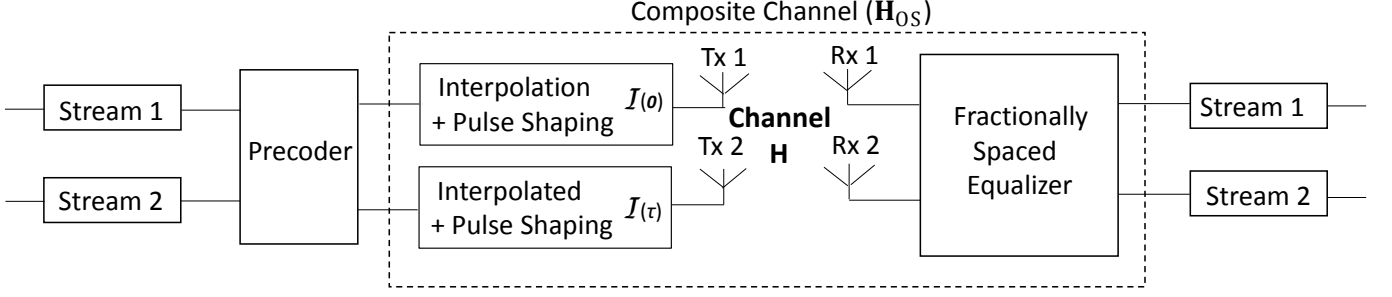 Composite Channel (H_OS)
Stream 1
Stream 2
Precoder
Interpolation
+ Pulse Shaping
I(0)
Interpolated
+ Pulse Shaping
I(τ)
Tx 1
Tx 2
Channel
H
Rx 1
Rx 2
Fractionally
Spaced
Equalizer
Stream 1
Stream 2